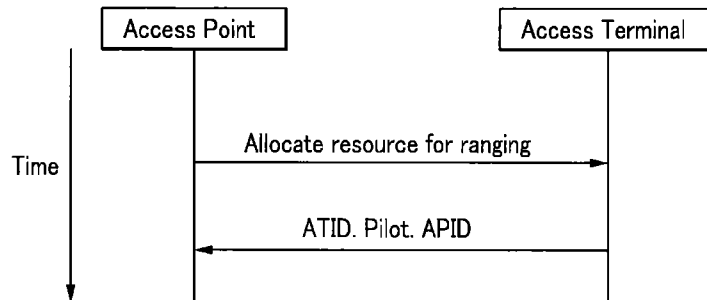 Access Point
Access Terminal
Allocate resource for ranging
Time
ATID. Pilot. APID